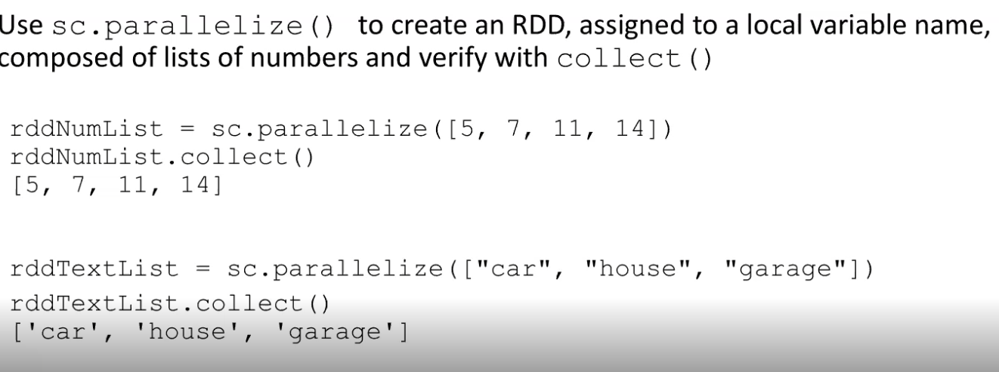 Use sc.parallelize() to create an RDD, assigned to a local variable name,
composed of lists of numbers and verify with collect()
rddNumList = sc.parallelize([5, 7, 11, 14])
rddNumList.collect()
[5, 7, 11, 14]
rddTextList = sc.parallelize(["car", "house", "garage"])
rddTextList.collect()
['car', 'house', 'garage']